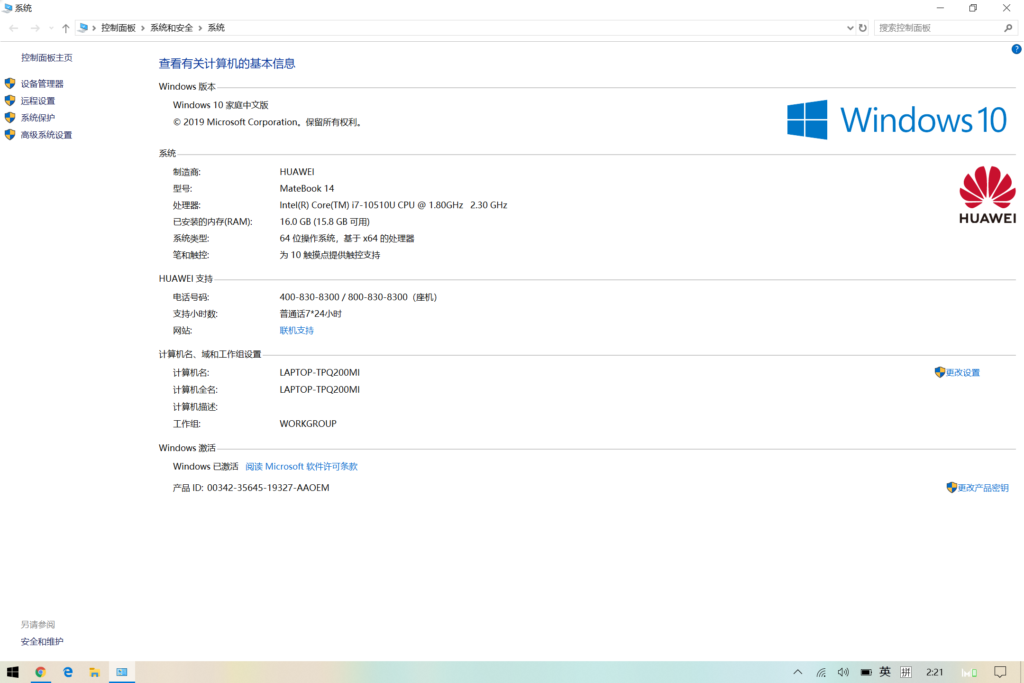 系统
控制面板 系统和安全 系统
搜索控制面板
控制面板主页
设备管理器
远程设置
系统保护
高级系统设置
查看有关计算机的基本信息
Windows 版本
Windows 10 家庭中文版
© 2019 Microsoft Corporation。保留所有权利。
Windows 10
系统
制造商: HUAWEI
型号: MateBook 14
处理器: Intel(R) Core(TM) i7-10510U CPU @ 1.80GHz 2.30 GHz
已安装的内存(RAM): 16.0 GB (15.8 GB 可用)
系统类型: 64 位操作系统, 基于 x64 的处理器
笔和触控: 为 10 触摸点提供触控支持
HUAWEI
HUAWEI 支持
电话号码: 400-830-8300 / 800-830-8300（座机）
支持小时数: 普通话7*24小时
网站: 联机支持
计算机名、域和工作组设置
计算机名: LAPTOP-TPQ200MI
更改设置
计算机全名: LAPTOP-TPQ200MI
计算机描述:
工作组: WORKGROUP
Windows 激活
Windows 已激活 阅读 Microsoft 软件许可条款
产品 ID: 00342-35645-19327-AAOEM
更改产品密钥
另请参阅
安全和维护
英 拼 2:21